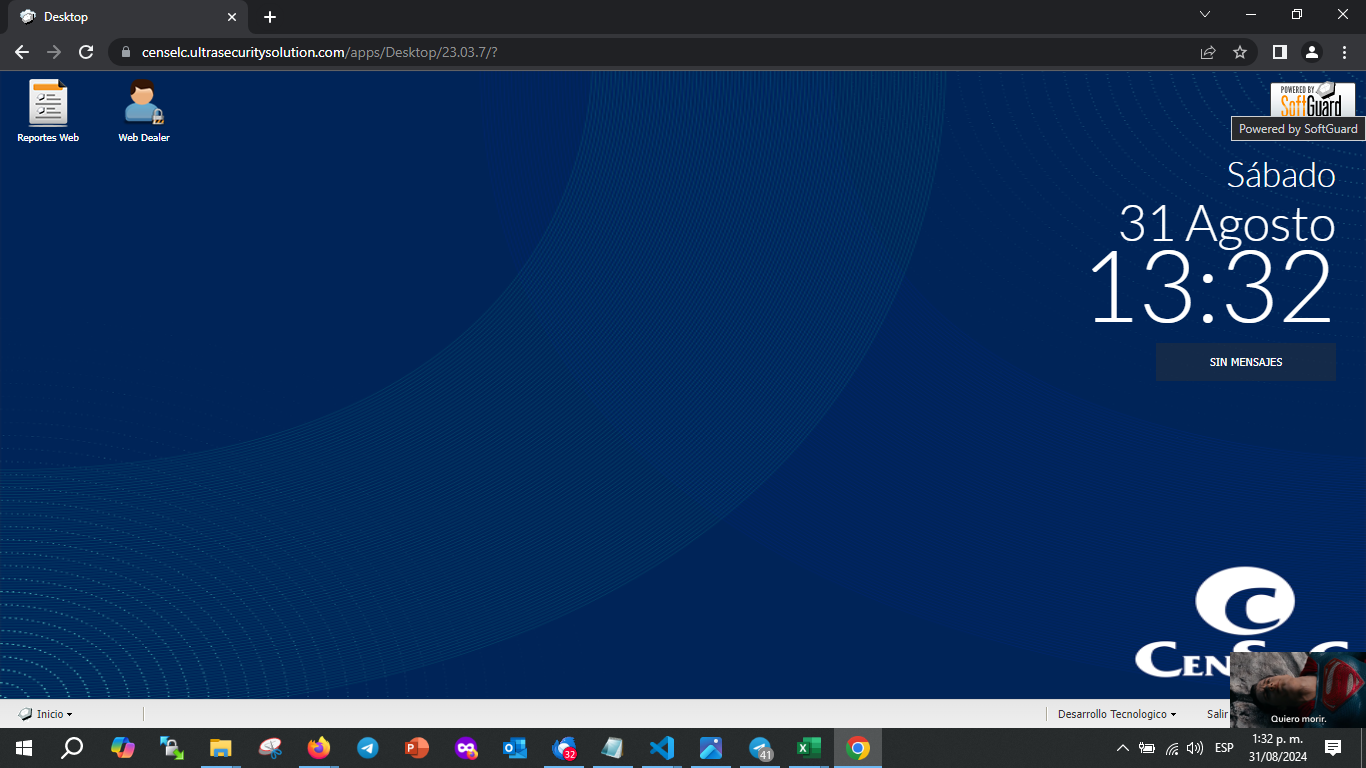 Desktop
censelc.ultrasecuritysolution.com/apps/Desktop/23.03.7/?
Reportes Web
Web Dealer
POWERED BY
SoftGuard
Powered by SoftGuard
Sábado
31 Agosto
13:32
SIN MENSAJES
C
Inicio
Desarrollo Tecnologico
Salir
Quiero morir.
32
41
ESP
1:32 p. m.
31/08/2024